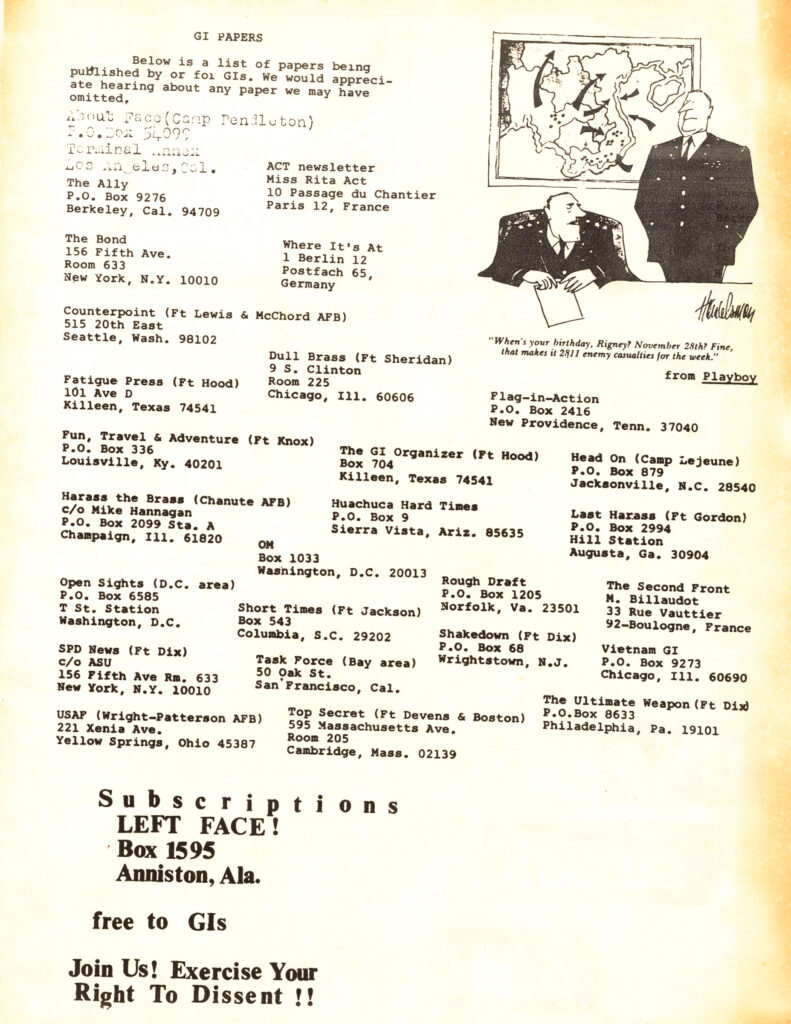 GI PAPERS
Below is a list of papers being
published by or for GIs. We would appreci-
ate hearing about any paper we may have
omitted.
About Face(Camp Pendleton)
P.O.Box 54099
Terminal Annex
Los Angeles,Cal.
The Ally
P.O. Box 9276
Berkeley, Cal. 94709
ACT newsletter
Miss Rita Act
10 Passage du Chantier
Paris 12, France
The Bond
156 Fifth Ave.
Room 633
New York, N.Y. 10010
Where It's At
1 Berlin 12
Postfach 65,
Germany
Handelsman
"When's your birthday, Rigney? November 28th? Fine,
that makes it 2811 enemy casualties for the week."
from Playboy
Counterpoint (Ft Lewis & McChord AFB)
515 20th East
Seattle, Wash. 98102
Dull Brass (Ft Sheridan)
9 S. Clinton
Room 225
Chicago, Ill. 60606
Fatigue Press (Ft Hood)
101 Ave D
Killeen, Texas 74541
Flag-in-Action
P.O. Box 2416
New Providence, Tenn. 37040
Fun, Travel & Adventure (Ft Knox)
P.O. Box 336
Louisville, Ky. 40201
The GI Organizer (Ft Hood)
Box 704
Killeen, Texas 74541
Head On (Camp Lejeune)
P.O. Box 879
Jacksonville, N.C. 28540
Harass the Brass (Chanute AFB)
c/o Mike Hannagan
P.O. Box 2099 Sta. A
Champaign, Ill. 61820
Huachuca Hard Times
P.O. Box 9
Sierra Vista, Ariz. 85635
Last Harass (Ft Gordon)
P.O. Box 2994
Hill Station
Augusta, Ga. 30904
OM
Box 1033
Washington, D.C. 20013
Open Sights (D.C. area)
P.O. Box 6585
T St. Station
Washington, D.C.
Short Times (Ft Jackson)
Box 543
Columbia, S.C. 29202
Rough Draft
P.O. Box 1205
Norfolk, Va. 23501
The Second Front
M. Billaudot
33 Rue Vauttier
92-Boulogne, France
SPD News (Ft Dix)
c/o ASU
156 Fifth Ave Rm. 633
New York, N.Y. 10010
Task Force (Bay area)
50 Oak St.
San Francisco, Cal.
Shakedown (Ft Dix)
P.O. Box 68
Wrightstown, N.J.
Vietnam GI
P.O. Box 9273
Chicago, Ill. 60690
USAF (Wright-Patterson AFB)
221 Xenia Ave.
Yellow Springs, Ohio 45387
Top Secret (Ft Devens & Boston)
595 Massachusetts Ave.
Room 205
Cambridge, Mass. 02139
The Ultimate Weapon (Ft Dix)
P.O.Box 8633
Philadelphia, Pa. 19101
Subscriptions
LEFT FACE!
Box 1595
Anniston, Ala.
free to GIs
Join Us! Exercise Your
Right To Dissent !!